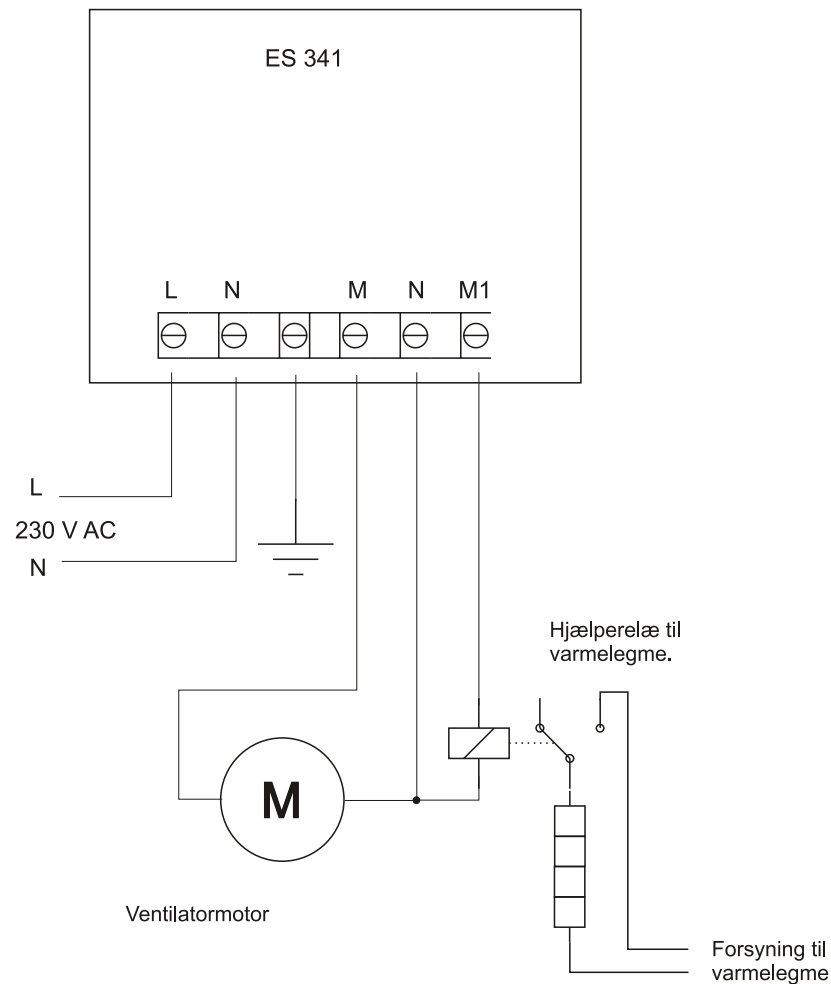 ES 341
L N M N M1
L
230 V AC
N
Hjælperelæ til
varmelegme.
M
Ventilatormotor
Forsyning til
varmelegme